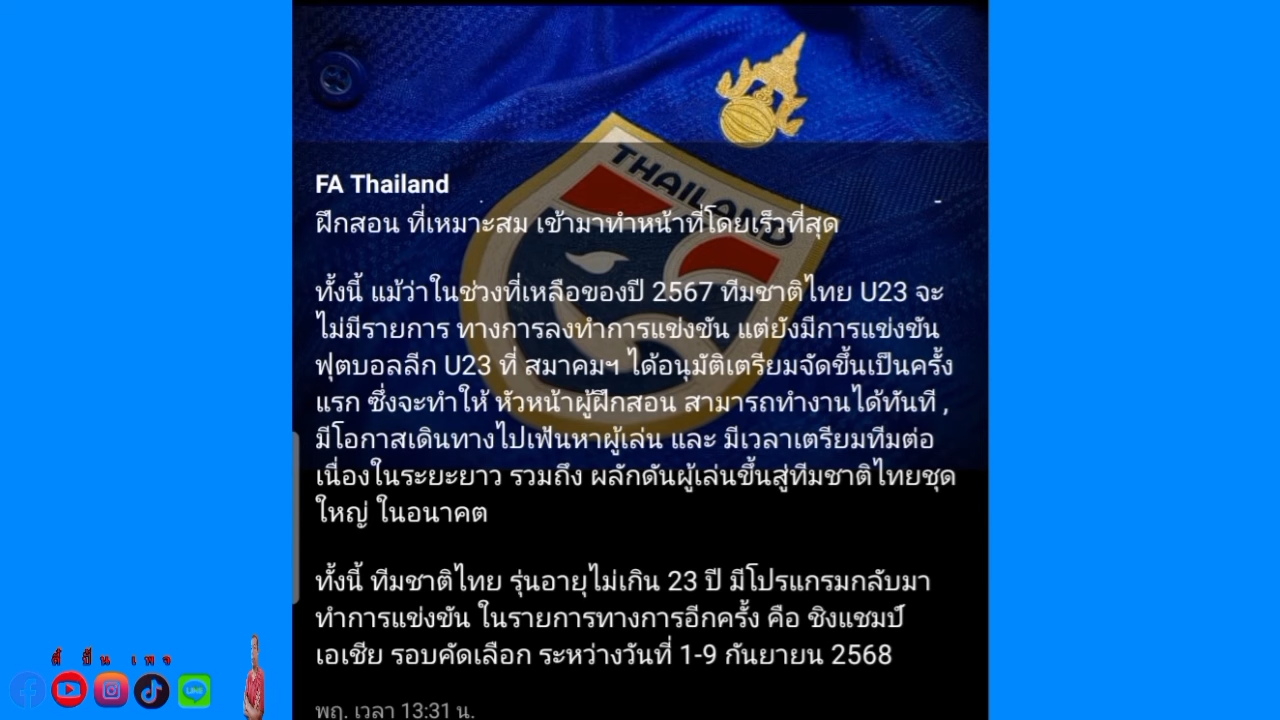 THAILAND
FA Thailand
ฝึกสอน ที่เหมาะสม เข้ามาทำหน้าที่โดยเร็วที่สุด
ทั้งนี้ แม้ว่าในช่วงที่เหลือของปี 2567 ทีมชาติไทย U23 จะ
ไม่มีรายการ ทางการลงทำการแข่งขัน แต่ยังมีการแข่งขัน
ฟุตบอลลีก U23 ที่ สมาคมฯ ได้อนุมัติเตรียมจัดขึ้นเป็นครั้ง
แรก ซึ่งจะทำให้ หัวหน้าผู้ฝึกสอน สามารถทำงานได้ทันที ,
มีโอกาสเดินทางไปเฟ้นหาผู้เล่น และ มีเวลาเตรียมทีมต่อ
เนื่องในระยะยาว รวมถึง ผลักดันผู้เล่นขึ้นสู่ทีมชาติไทยชุด
ใหญ่ ในอนาคต
ทั้งนี้ ทีมชาติไทย รุ่นอายุไม่เกิน 23 ปี มีโปรแกรมกลับมา
ทำการแข่งขัน ในรายการทางการอีกครั้ง คือ ชิงแชมป์
เอเชีย รอบคัดเลือก ระหว่างวันที่ 1-9 กันยายน 2568
พฤ. เวลา 13:31 น.
LINE